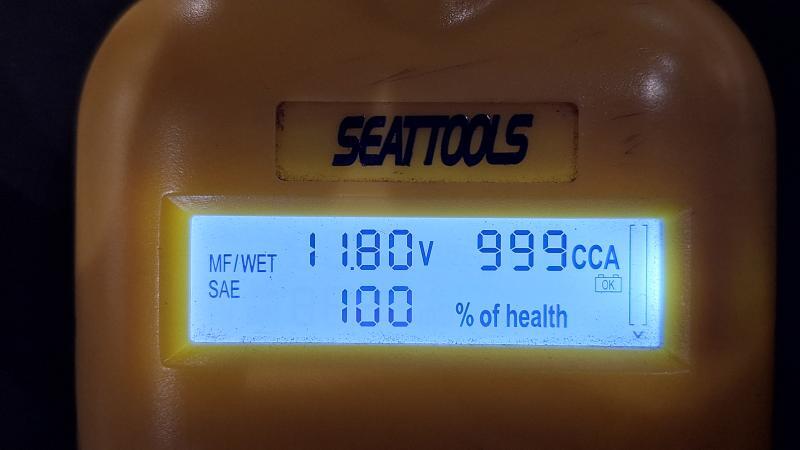 SEATTOOLS
MF/WET 11.80V 999CCA
SAE OK
100 % of health